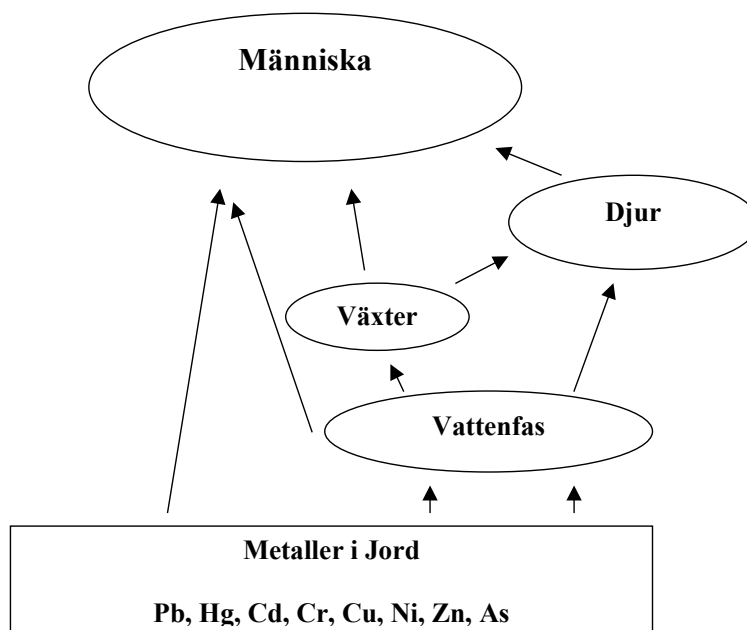 Människa
Djur
Växter
Vattenfas
Metaller i Jord
Pb, Hg, Cd, Cr, Cu, Ni, Zn, As